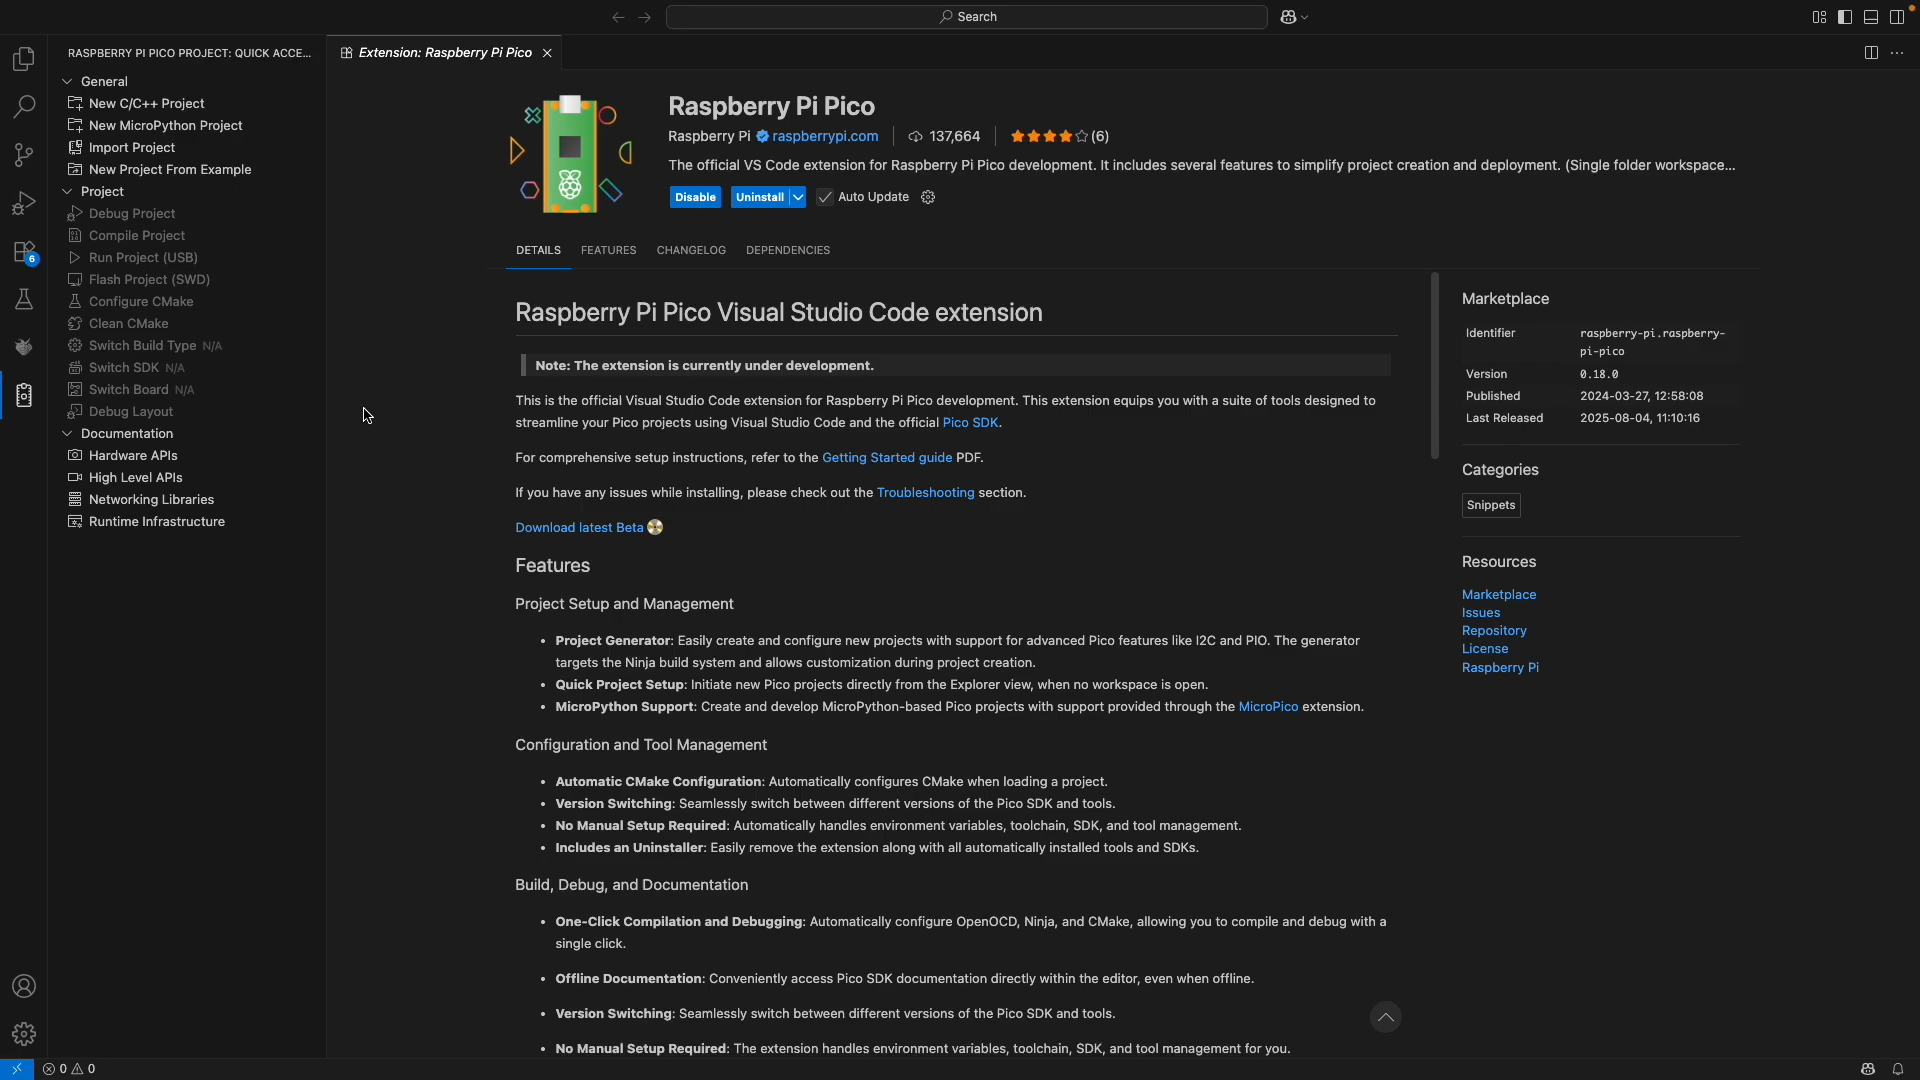 Search
RASPBERRY PI PICO PROJECT: QUICK ACCE...
General
New C/C++ Project
New MicroPython Project
Import Project
New Project From Example
Project
Debug Project
Compile Project
Run Project (USB)
Flash Project (SWD)
Configure CMake
Clean CMake
Switch Build Type N/A
Switch SDK N/A
Switch Board N/A
Debug Layout
Documentation
Hardware APIs
High Level APIs
Networking Libraries
Runtime Infrastructure
6
Extension: Raspberry Pi Pico
Raspberry Pi Pico
Raspberry Pi raspberrypi.com 137,664 (6)
The official VS Code extension for Raspberry Pi Pico development. It includes several features to simplify project creation and deployment. (Single folder workspace...
Disable Uninstall Auto Update
DETAILS FEATURES CHANGELOG DEPENDENCIES
Raspberry Pi Pico Visual Studio Code extension
Note: The extension is currently under development.
This is the official Visual Studio Code extension for Raspberry Pi Pico development. This extension equips you with a suite of tools designed to
streamline your Pico projects using Visual Studio Code and the official Pico SDK.
For comprehensive setup instructions, refer to the Getting Started guide PDF.
If you have any issues while installing, please check out the Troubleshooting section.
Download latest Beta
Features
Project Setup and Management
• Project Generator: Easily create and configure new projects with support for advanced Pico features like I2C and PIO. The generator
targets the Ninja build system and allows customization during project creation.
• Quick Project Setup: Initiate new Pico projects directly from the Explorer view, when no workspace is open.
• MicroPython Support: Create and develop MicroPython-based Pico projects with support provided through the MicroPico extension.
Configuration and Tool Management
• Automatic CMake Configuration: Automatically configures CMake when loading a project.
• Version Switching: Seamlessly switch between different versions of the Pico SDK and tools.
• No Manual Setup Required: Automatically handles environment variables, toolchain, SDK, and tool management.
• Includes an Uninstaller: Easily remove the extension along with all automatically installed tools and SDKs.
Build, Debug, and Documentation
• One-Click Compilation and Debugging: Automatically configure OpenOCD, Ninja, and CMake, allowing you to compile and debug with a
single click.
• Offline Documentation: Conveniently access Pico SDK documentation directly within the editor, even when offline.
• Version Switching: Seamlessly switch between different versions of the Pico SDK and tools.
• No Manual Setup Required: The extension handles environment variables, toolchain, SDK, and tool management for you.
Marketplace
Identifier raspberry-pi.raspberry-
pi-pico
Version 0.18.0
Published 2024-03-27, 12:58:08
Last Released 2025-08-04, 11:10:16
Categories
Snippets
Resources
Marketplace
Issues
Repository
License
Raspberry Pi
0 0